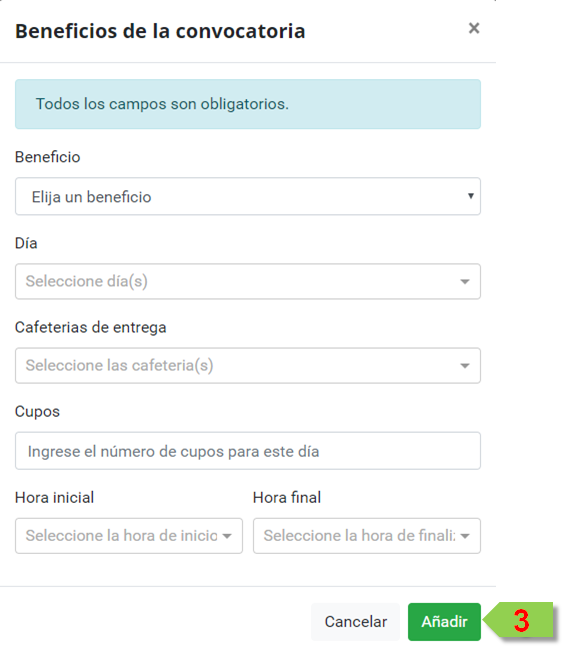 Beneficios de la convocatoria ×
Todos los campos son obligatorios.
Beneficio
Elija un beneficio
Día
Seleccione día(s)
Cafeterias de entrega
Seleccione las cafeteria(s)
Cupos
Ingrese el número de cupos para este día
Hora inicial Hora final
Seleccione la hora de inicio Seleccione la hora de finali
Cancelar Añadir 3